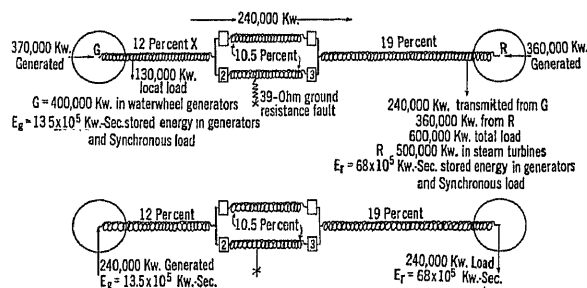 240,000 Kw.
370,000 Kw.
Generated
G
12 Percent X
10.5 Percent
19 Percent
R
360,000 Kw.
Generated
130,000 Kw.
local load
2
3
39-Ohm ground
resistance fault
G = 400,000 Kw. in waterwheel generators
Eg = 13.5x10⁵ Kw.-Sec. stored energy in generators
and Synchronous load
240,000 Kw. transmitted from G
360,000 Kw. from R
600,000 Kw. total load
R 500,000 Kw. in steam turbines
Er = 68x10⁵ Kw.-Sec. stored energy in generators
and Synchronous load
12 Percent
10.5 Percent
19 Percent
2
3
240,000 Kw. Generated
Eg = 13.5x10⁵ Kw.-Sec.
240,000 Kw. Load
Er = 68x10⁵ Kw.-Sec.